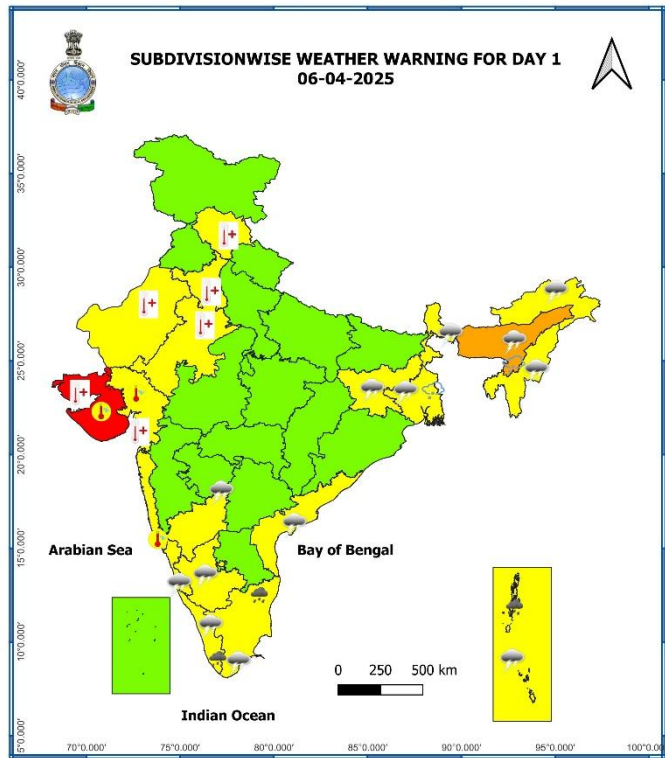 SUBDIVISIONWISE WEATHER WARNING FOR DAY 1
06-04-2025
40°0.000'
35°0.000'
30°0.000'
25°0.000'
20°0.000'
15°0.000'
10°0.000'
5°0.000'
Arabian Sea
Bay of Bengal
0 250 500 km
Indian Ocean
70°0.000' 75°0.000' 80°0.000' 85°0.000' 90°0.000' 95°0.000' 100°0.00